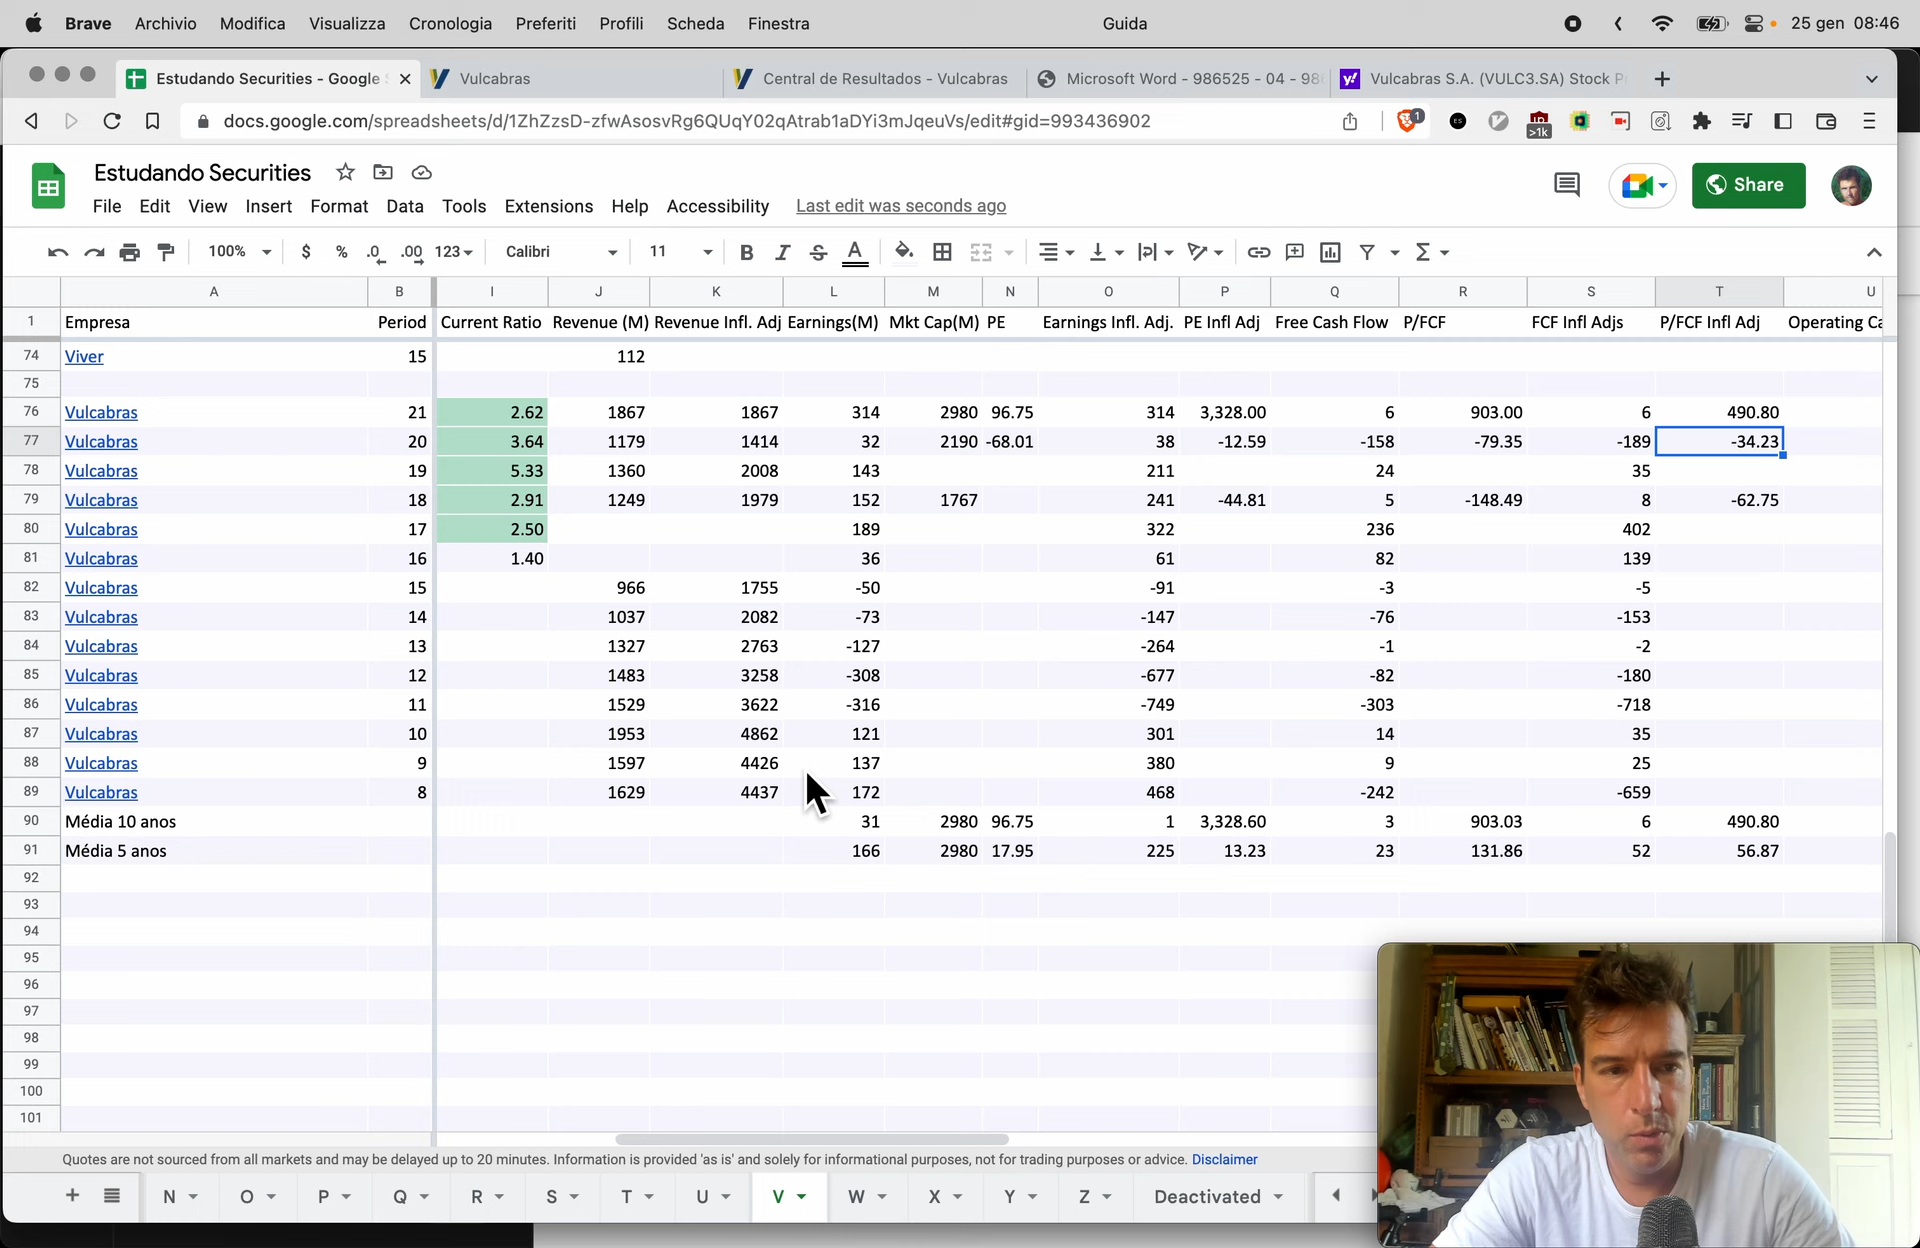 Brave Archivio Modifica Visualizza Cronologia Preferiti Profili Scheda Finestra Guida 25 gen 08:46
Estudando Securities - Google Vulcabras Central de Resultados - Vulcabras Microsoft Word - 986525 - 04 - Vulcabras S.A. (VULC3.SA) Stock
docs.google.com/spreadsheets/d/1ZhZzsD-zfwAsosvRg6QUqY02qAtrab1aDYi3mJqeuVs/edit#gid=993436902 1 >1k
Estudando Securities Share
File Edit View Insert Format Data Tools Extensions Help Accessibility Last edit was seconds ago
100% $ % .0 .00 123 Calibri 11 B I S A
A B I J K L M N O P Q R S T U
1 Empresa Period Current Ratio Revenue (M) Revenue Infl. Adj Earnings(M) Mkt Cap(M) PE Earnings Infl. Adj. PE Infl Adj Free Cash Flow P/FCF FCF Infl Adjs P/FCF Infl Adj Operating Ca
74 Viver 15 112
75
76 Vulcabras 21 2.62 1867 1867 314 2980 96.75 314 3,328.00 6 903.00 6 490.80
77 Vulcabras 20 3.64 1179 1414 32 2190 -68.01 38 -12.59 -158 -79.35 -189 -34.23
78 Vulcabras 19 5.33 1360 2008 143 211 24 35
79 Vulcabras 18 2.91 1249 1979 152 1767 241 -44.81 5 -148.49 8 -62.75
80 Vulcabras 17 2.50 189 322 236 402
81 Vulcabras 16 1.40 36 61 82 139
82 Vulcabras 15 966 1755 -50 -91 -3 -5
83 Vulcabras 14 1037 2082 -73 -147 -76 -153
84 Vulcabras 13 1327 2763 -127 -264 -1 -2
85 Vulcabras 12 1483 3258 -308 -677 -82 -180
86 Vulcabras 11 1529 3622 -316 -749 -303 -718
87 Vulcabras 10 1953 4862 121 301 14 35
88 Vulcabras 9 1597 4426 137 380 9 25
89 Vulcabras 8 1629 4437 172 468 -242 -659
90 Média 10 anos 31 2980 96.75 1 3,328.60 3 903.03 6 490.80
91 Média 5 anos 166 2980 17.95 225 13.23 23 131.86 52 56.87
92
93
94
95
96
97
98
99
100
101
Quotes are not sourced from all markets and may be delayed up to 20 minutes. Information is provided 'as is' and solely for informational purposes, not for trading purposes or advice. Disclaimer
N O P Q R S T U V W X Y Z Deactivated